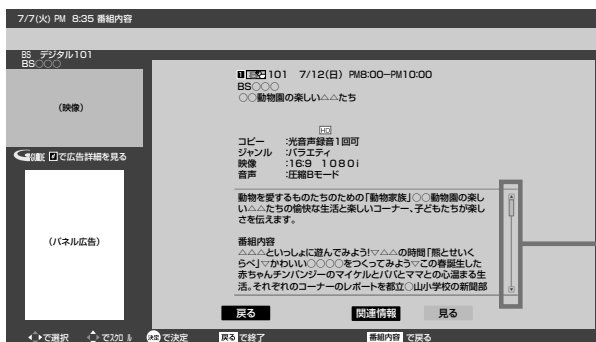 7/7(火) PM 8:35 番組内容
BS デジタル101
BS○○○
(映像)
Gガイド でで広告詳細を見る
(パネル広告)
101 7/12(日) PM8:00-PM10:00
BS○○○
○○動物園の楽しい△△たち
HD
コピー :光音声録音1回可
ジャンル :バラエティ
映像 :16:9 1080i
音声 :圧縮Bモード
動物を愛するものたちのための「動物家族」○○動物園の楽し
い△△たちの愉快な生活と楽しいコーナー、子どもたちが楽し
さを伝えます。
番組内容
△△△といっしょに遊んでみよう!▽△△の時間「熊とせいく
らべ」▽かわいい○○○○をつくってみよう▽この春誕生した
赤ちゃんチンパンジーのマイケルとパパとママとの心温まる生
活。それぞれのコーナーのレポートを都立○山小学校の新聞部
戻る 関連情報 見る
で選択 でスクロール 決定 で決定 戻る で終了 番組内容 で戻る